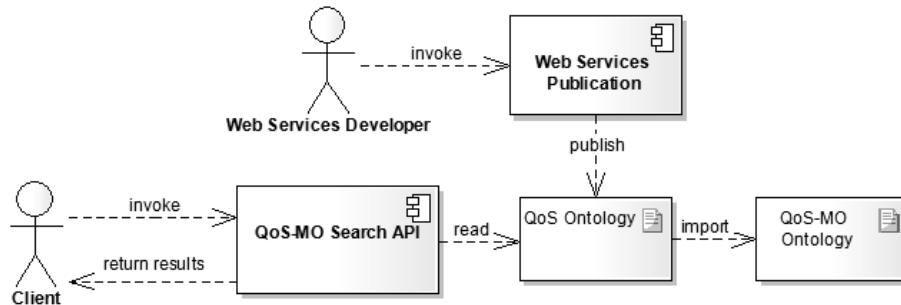 invoke
Web Services
Publication
Web Services Developer
publish
invoke
QoS-MO Search API
read
QoS Ontology
import
QoS-MO
Ontology
return results
Client